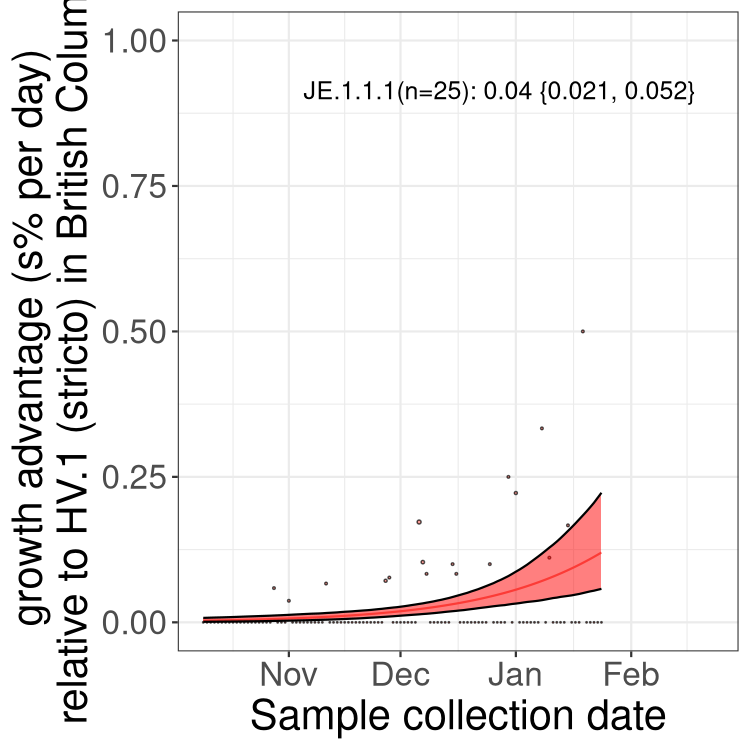 growth advantage (s% per day)
relative to HV.1 (stricto) in British Colum
1.00
0.75
0.50
0.25
0.00
JE.1.1.1(n=25): 0.04 {0.021, 0.052}
Nov Dec Jan Feb
Sample collection date